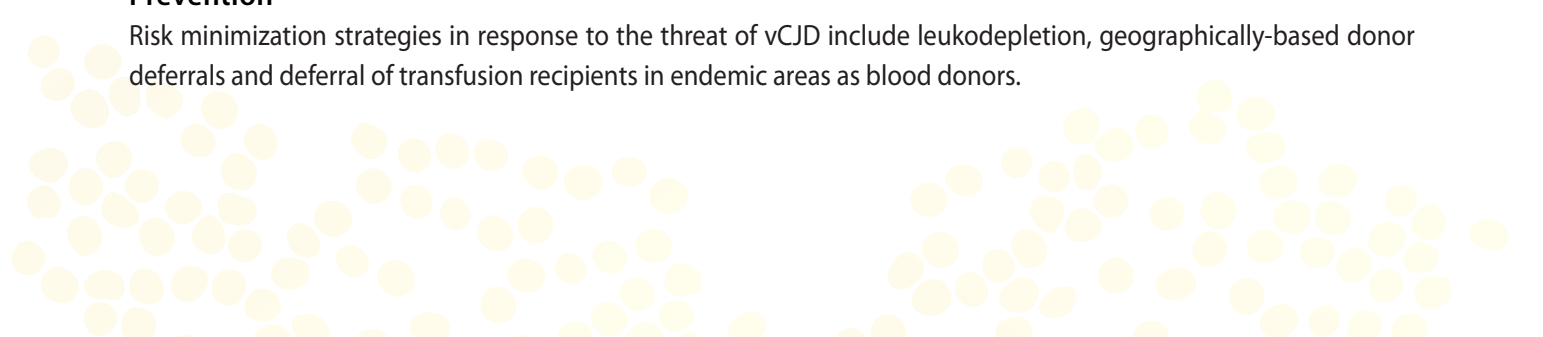 Prevention
Risk minimization strategies in response to the threat of vCJD include leukodepletion, geographically-based donor
deferrals and deferral of transfusion recipients in endemic areas as blood donors.